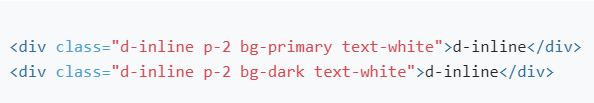 <div class="d-inline p-2 bg-primary text-white">d-inline</div>
<div class="d-inline p-2 bg-dark text-white">d-inline</div>